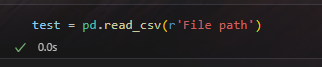 test = pd.read_csv(r'File path')
0.0s